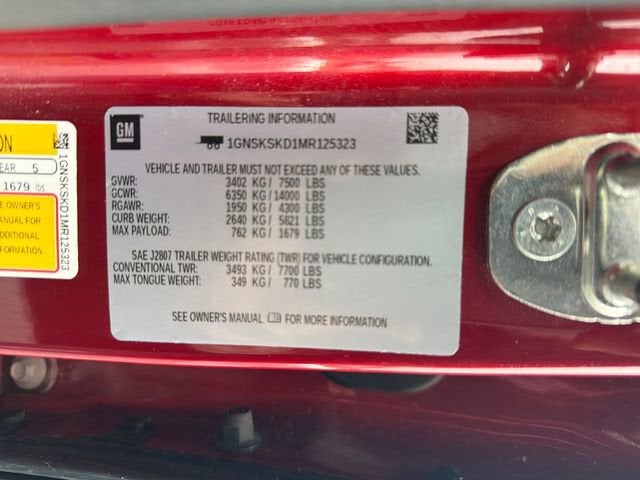 TRAILERING INFORMATION
GM
1GNSKSKD1MR125323
VEHICLE AND TRAILER MUST NOT EXCEED ANY OF THESE VALUES.
GVWR: 3402 KG / 7500 LBS
GCWR: 6350 KG / 14000 LBS
RGAWR: 1950 KG / 4300 LBS
CURB WEIGHT: 2640 KG / 5821 LBS
MAX PAYLOAD: 762 KG / 1679 LBS
SAE J2807 TRAILER WEIGHT RATING (TWR) FOR VEHICLE CONFIGURATION.
CONVENTIONAL TWR: 3493 KG / 7700 LBS
MAX TONGUE WEIGHT: 349 KG / 770 LBS
SEE OWNER'S MANUAL FOR MORE INFORMATION
ON
EAR 5
1679 lbs
OWNER'S
MANUAL FOR
ADDITIONAL
INFORMATION
1GNSKSKD1MR125323